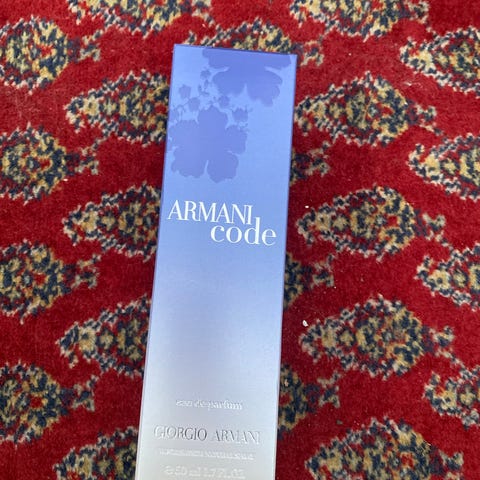 ARMANI
code
eau de parfum
GIORGIO ARMANI
e 50 ml 1.7 FL.OZ.